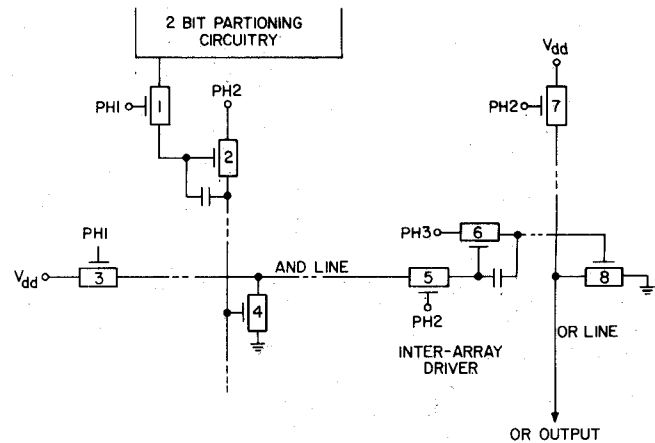 2 BIT PARTIONING
CIRCUITRY
PH1
1
PH2
2
Vdd
PH2
7
PH1
Vdd
3
AND LINE
4
PH3
6
5
PH2
8
INTER-ARRAY
DRIVER
OR LINE
OR OUTPUT